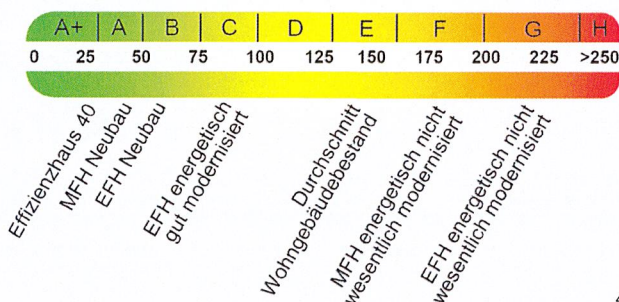 A+ A B C D E F G H
0 25 50 75 100 125 150 175 200 225 >250
Effizienzhaus 40
MFH Neubau
EFH Neubau
EFH energetisch
gut modernisiert
Durchschnitt
Wohngebäudebestand
MFH energetisch nicht
wesentlich modernisiert
EFH energetisch nicht
wesentlich modernisiert